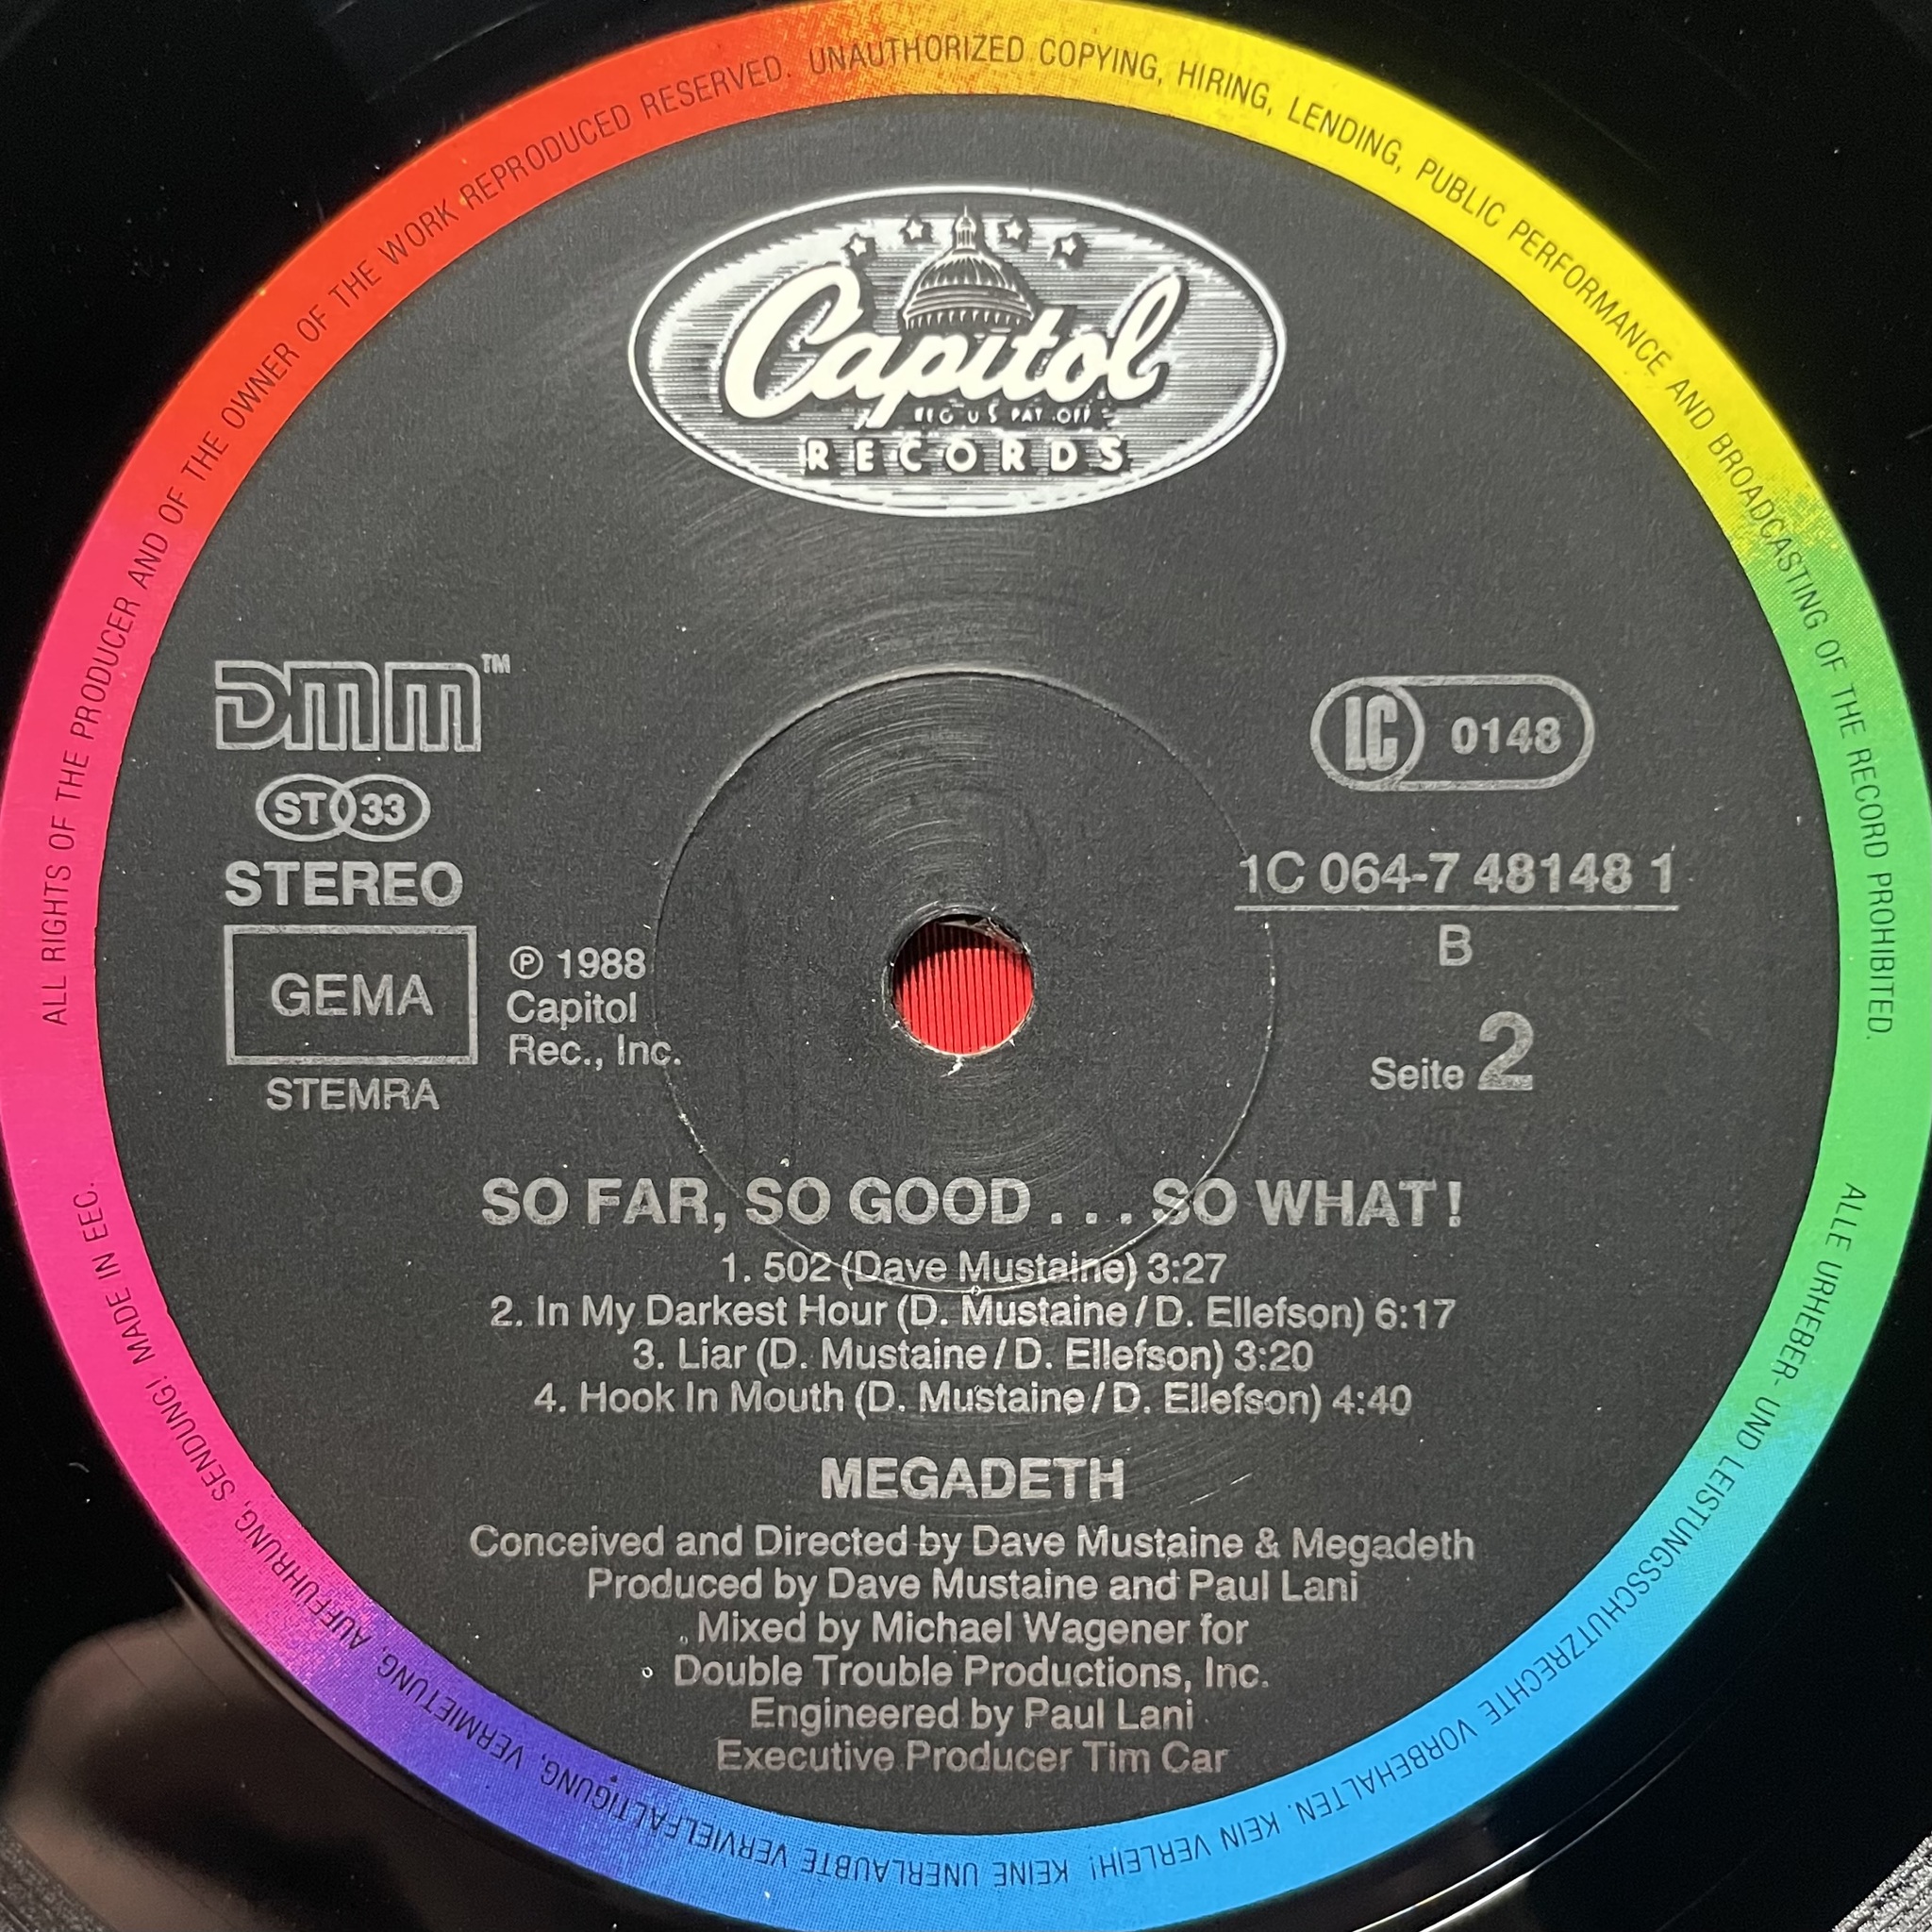 ALL RIGHTS OF THE PRODUCER AND OF THE OWNER OF THE WORK REPRODUCED RESERVED. UNAUTHORIZED COPYING, HIRING, LENDING, PUBLIC PERFORMANCE AND BROADCASTING OF THE RECORD PROHIBITED.
Capitol
REG. U.S. PAT. OFF.
RECORDS
DMM™
ST 33
STEREO
GEMA
STEMRA
℗ 1988
Capitol
Rec., Inc.
LC 0148
1C 064-7 48148 1
B
Seite 2
SO FAR, SO GOOD . . . SO WHAT!
1. 502 (Dave Mustaine) 3:27
2. In My Darkest Hour (D. Mustaine/D. Ellefson) 6:17
3. Liar (D. Mustaine/D. Ellefson) 3:20
4. Hook In Mouth (D. Mustaine/D. Ellefson) 4:40
MEGADETH
Conceived and Directed by Dave Mustaine & Megadeth
Produced by Dave Mustaine and Paul Lani
Mixed by Michael Wagener for
Double Trouble Productions, Inc.
Engineered by Paul Lani
Executive Producer Tim Car
ALLE URHEBER- UND LEISTUNGSSCHUTZRECHTE VORBEHALTEN. KEIN VERLEIH! KEINE UNERLAUBTE VERVIELFÄLTIGUNG, VERMIETUNG, AUFFÜHRUNG, SENDUNG! MADE IN EEC.